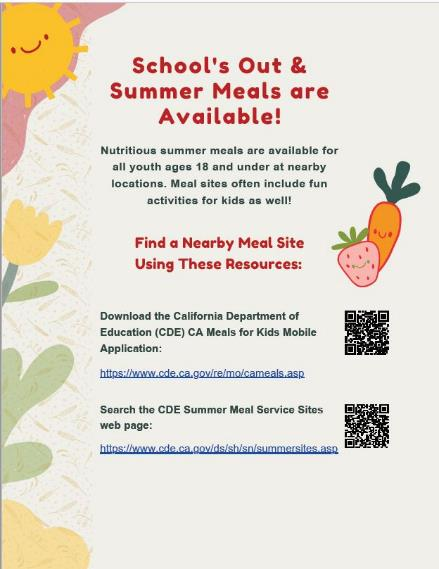 School's Out &
Summer Meals are
Available!
Nutritious summer meals are available for
all youth ages 18 and under at nearby
locations. Meal sites often include fun
activities for kids as well!
Find a Nearby Meal Site
Using These Resources:
Download the California Department of
Education (CDE) CA Meals for Kids Mobile
Application:
https://www.cde.ca.gov/re/mo/cameals.asp
Search the CDE Summer Meal Service Sites
web page:
https://www.cde.ca.gov/ds/sh/sn/summersites.asp